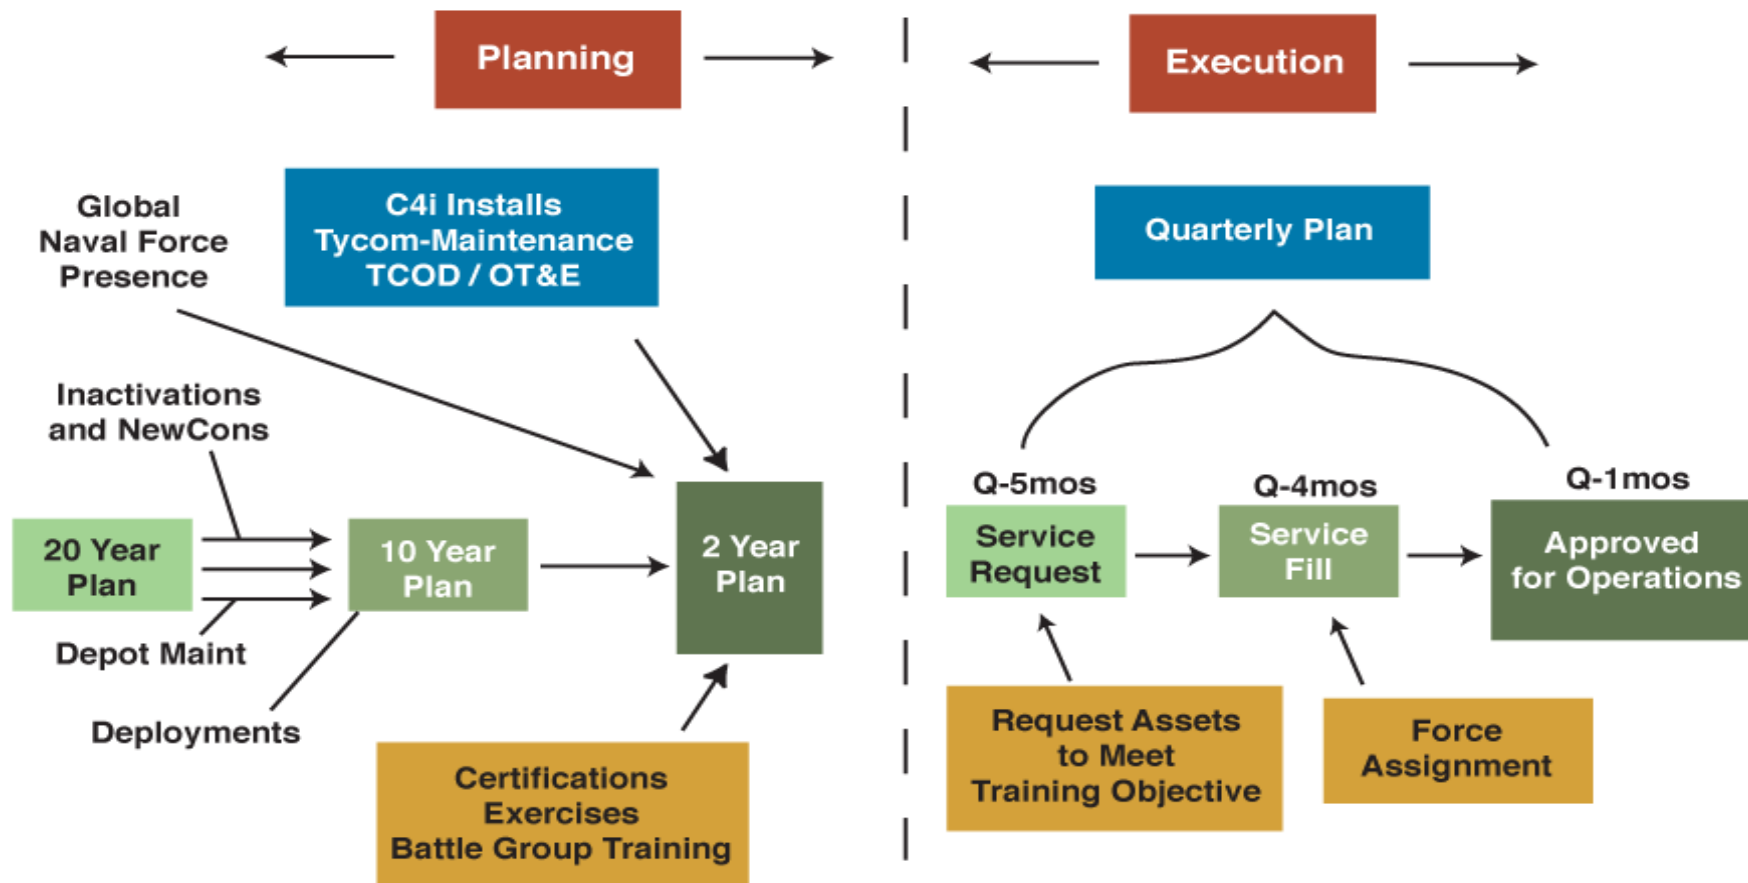 Planning
Global
Naval Force
Presence
C4i Installs
Tycom-Maintenance
TCOD / OT&E
Inactivations
and NewCons
20 Year
Plan
10 Year
Plan
2 Year
Plan
Depot Maint
Deployments
Certifications
Exercises
Battle Group Training
Execution
Quarterly Plan
Q-5mos
Service
Request
Q-4mos
Service
Fill
Q-1mos
Approved
for Operations
Request Assets
to Meet
Training Objective
Force
Assignment